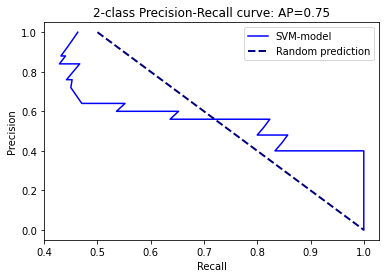 2-class Precision-Recall curve: AP=0.75
SVM-model
Random prediction
Precision
1.0
0.8
0.6
0.4
0.2
0.0
0.4 0.5 0.6 0.7 0.8 0.9 1.0
Recall